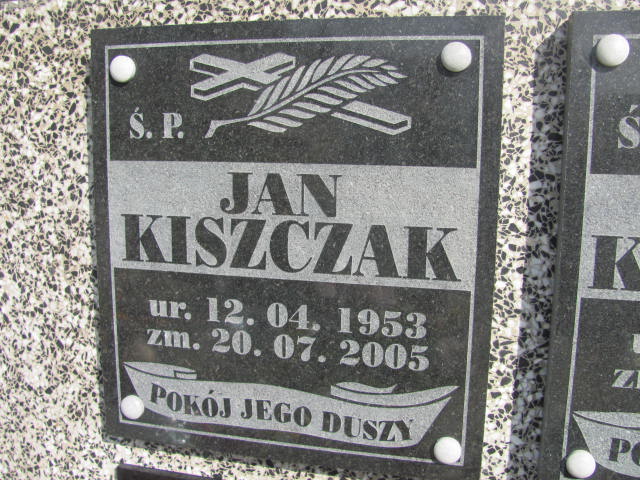 Ś. P.
JAN
KISZCZAK
ur. 12. 04. 1953
zm. 20. 07. 2005
POKÓJ JEGO DUSZY